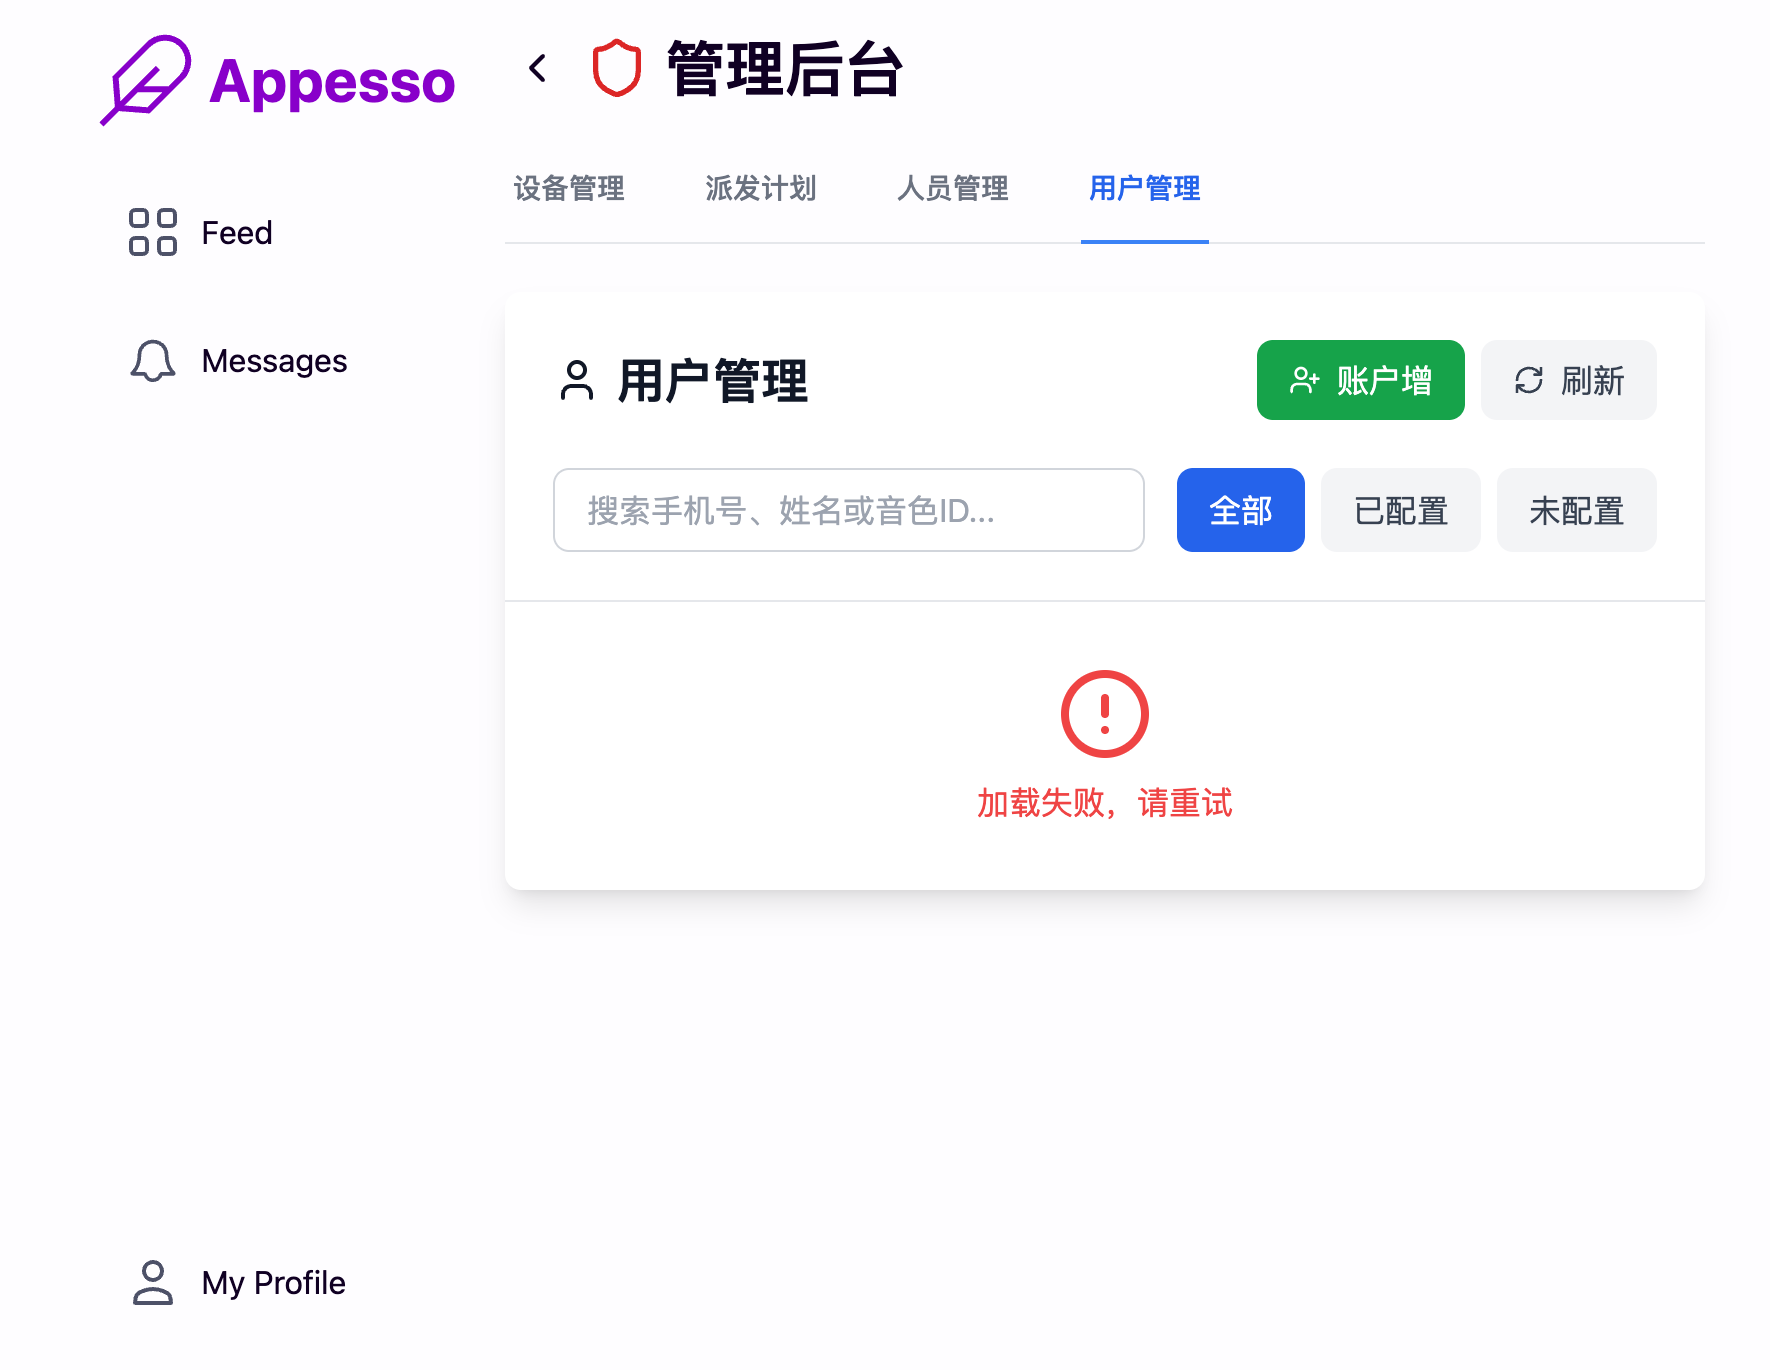 Appesso
管理后台
设备管理
派发计划
人员管理
用户管理
Feed
Messages
用户管理
账户增
刷新
搜索手机号、姓名或音色ID...
全部
已配置
未配置
加载失败，请重试
My Profile